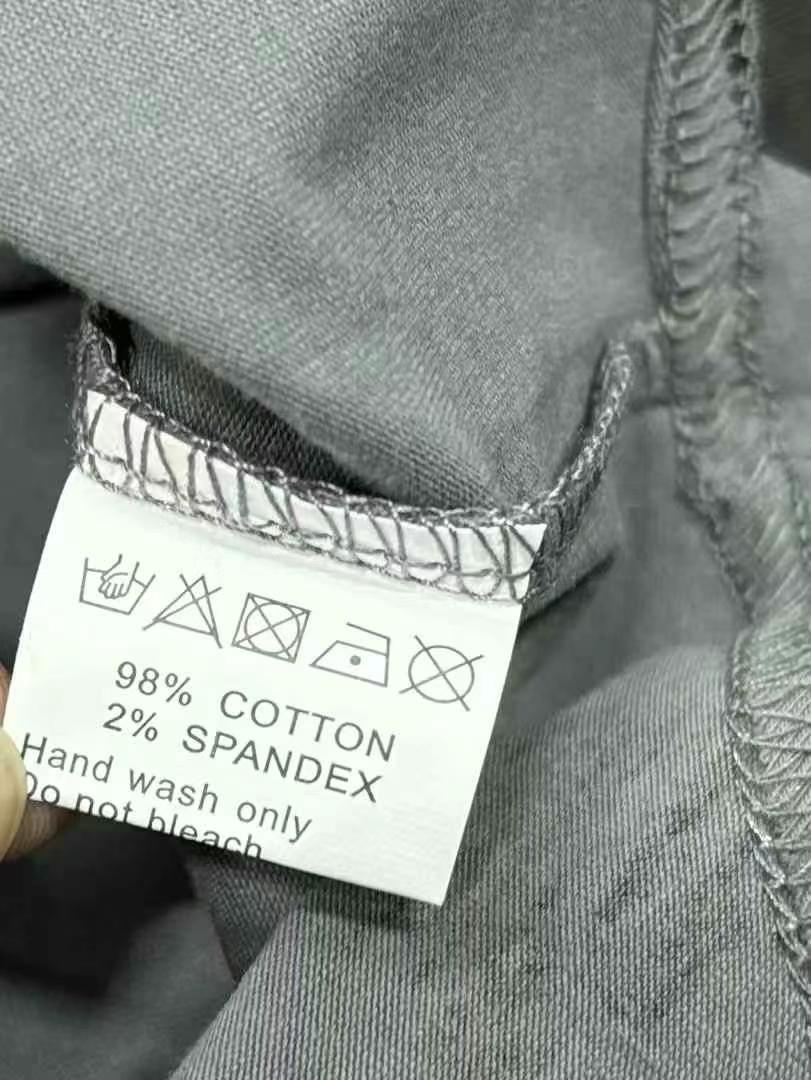 98% COTTON
2% SPANDEX
Hand wash only
Do not bleach